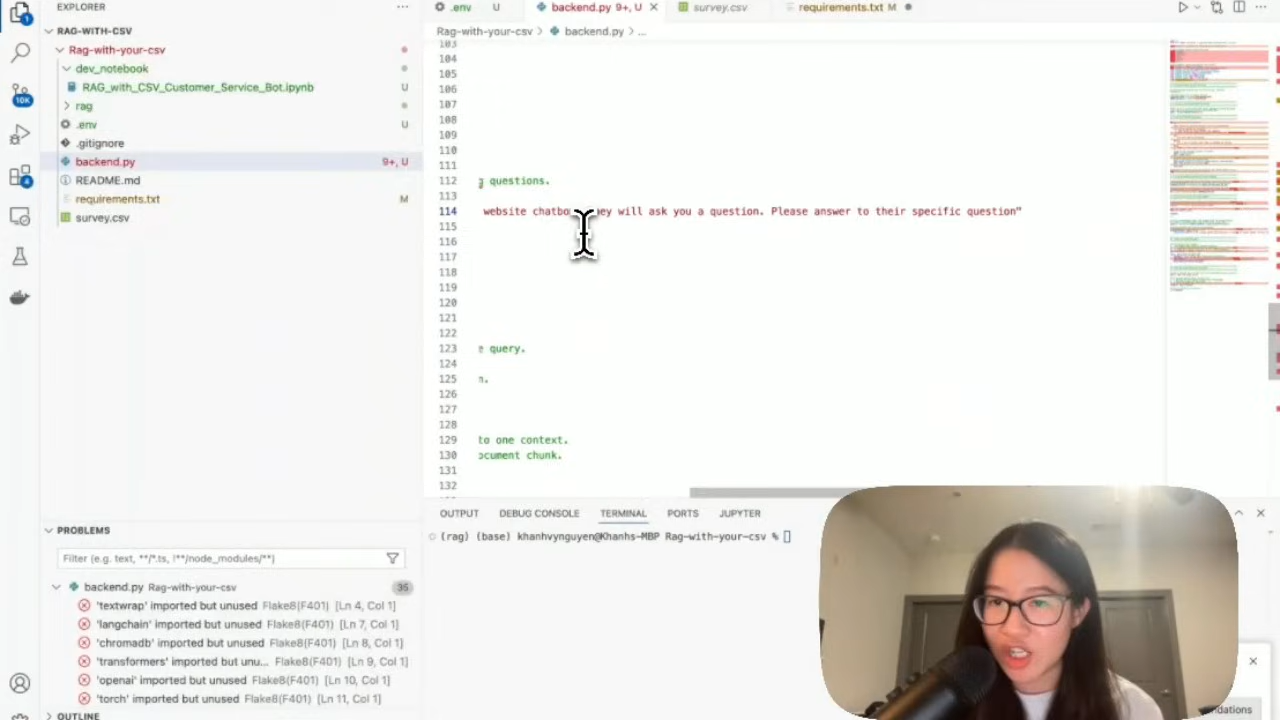 EXPLORER
RAG-WITH-CSV
Rag-with-your-csv
dev_notebook
RAG_with_CSV_Customer_Service_Bot.ipynb U
rag
.env U
.gitignore
backend.py 9+, U
README.md
requirements.txt M
survey.csv
10K
.env U
backend.py 9+, U
survey.csv
requirements.txt M
Rag-with-your-csv > backend.py > ...
103
104
105
106
107
108
109
110
111
112 questions.
113
114 website chatbo ey will ask you a question. Please answer to their specific question"
115
116
117
118
119
120
121
122
123 e query.
124
125 n.
126
127
128
129 to one context.
130 ocument chunk.
131
132
OUTPUT DEBUG CONSOLE TERMINAL PORTS JUPYTER
(rag) (base) khanhvynguyen@Khanhs-MBP Rag-with-your-csv %
PROBLEMS
Filter (e.g. text, **/*.ts, !**/node_modules/**)
backend.py Rag-with-your-csv 35
'textwrap' imported but unused Flake8(F401) [Ln 4, Col 1]
'langchain' imported but unused Flake8(F401) [Ln 7, Col 1]
'chromadb' imported but unused Flake8(F401) [Ln 8, Col 1]
'transformers' imported but unu... Flake8(F401) [Ln 9, Col 1]
'openai' imported but unused Flake8(F401) [Ln 10, Col 1]
'torch' imported but unused Flake8(F401) [Ln 11, Col 1]
OUTLINE
ndations